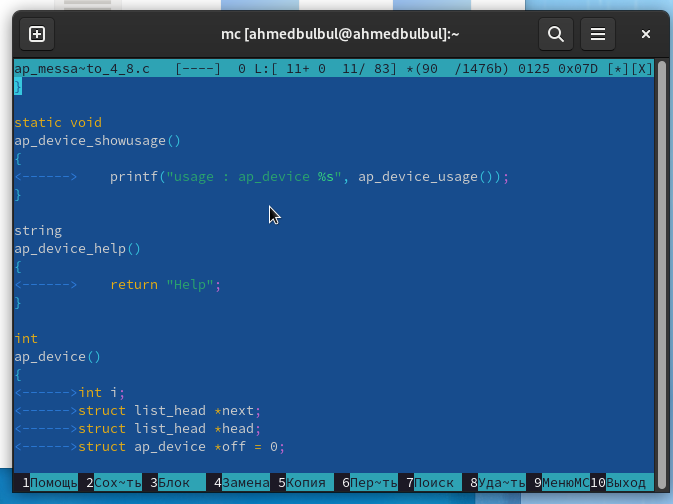 mc [ahmedbulbul@ahmedbulbul]:~
ap_messa~to_4_8.c   [----]  0 L:[ 11+ 0  11/ 83] *(90  /1476b) 0125 0x07D [*][X]
}

static void
ap_device_showusage()
{
<------>    printf("usage : ap_device %s", ap_device_usage());
}

string
ap_device_help()
{
<------>    return "Help";
}

int
ap_device()
{
<------>int i;
<------>struct list_head *next;
<------>struct list_head *head;
<------>struct ap_device *off = 0;

1Помощь 2Сох~ть 3Блок 4Замена 5Копия 6Пер~ть 7Поиск 8Уда~ть 9МенюMC 10Выход